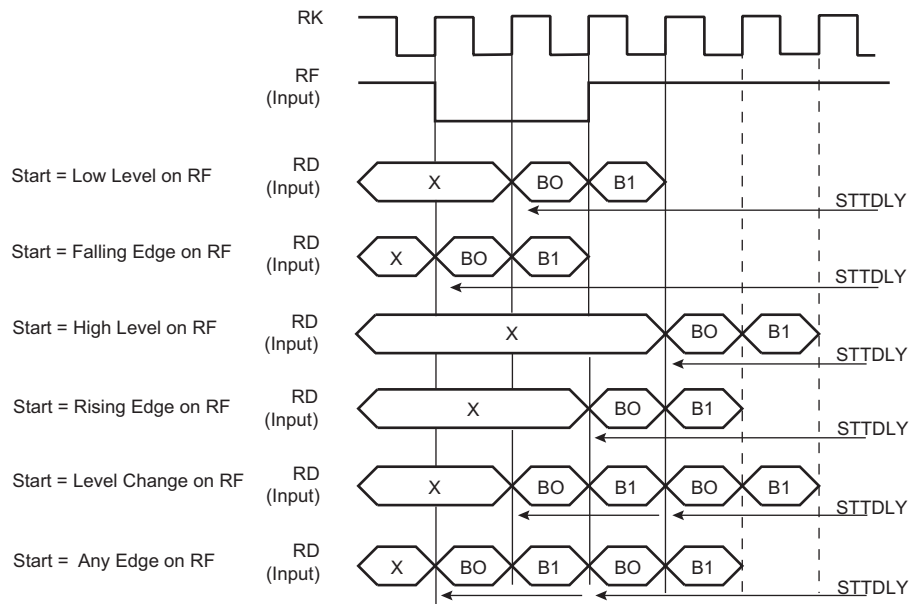 RK
RF
(Input)
Start = Low Level on RF
RD
(Input)
X
BO
B1
STTDLY
Start = Falling Edge on RF
RD
(Input)
X
BO
B1
STTDLY
Start = High Level on RF
RD
(Input)
X
BO
B1
STTDLY
Start = Rising Edge on RF
RD
(Input)
X
BO
B1
STTDLY
Start = Level Change on RF
RD
(Input)
X
BO
B1
BO
B1
STTDLY
Start = Any Edge on RF
RD
(Input)
X
BO
B1
BO
B1
STTDLY